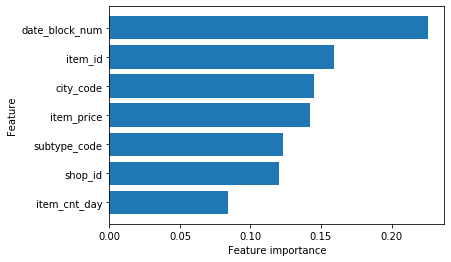 date_block_num
item_id
city_code
item_price
subtype_code
shop_id
item_cnt_day
Feature
0.00 0.05 0.10 0.15 0.20
Feature importance